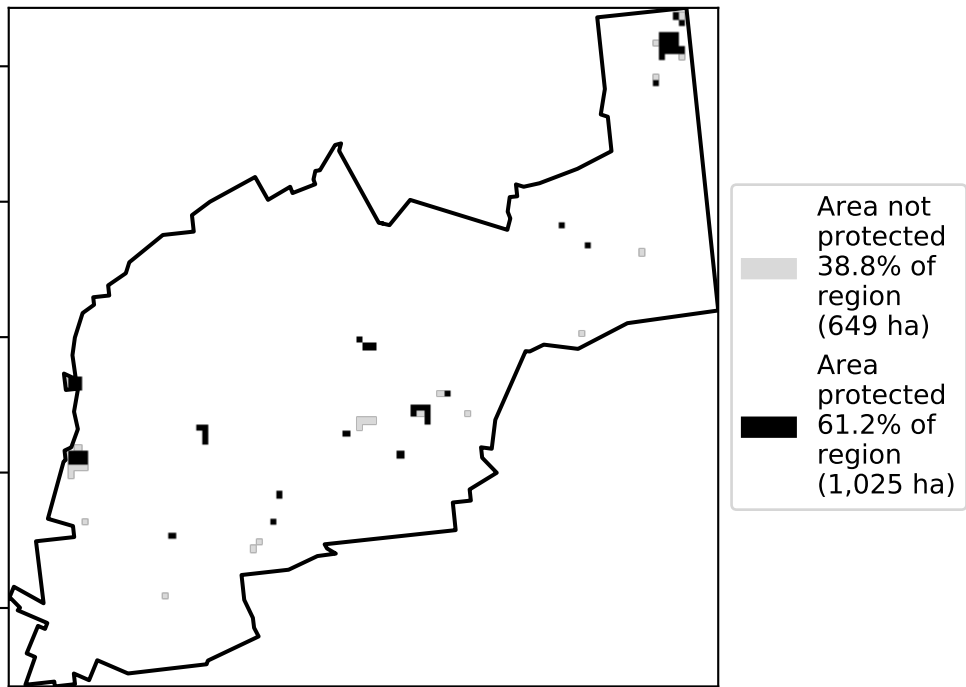 Area not
protected
38.8% of
region
(649 ha)
Area
protected
61.2% of
region
(1,025 ha)